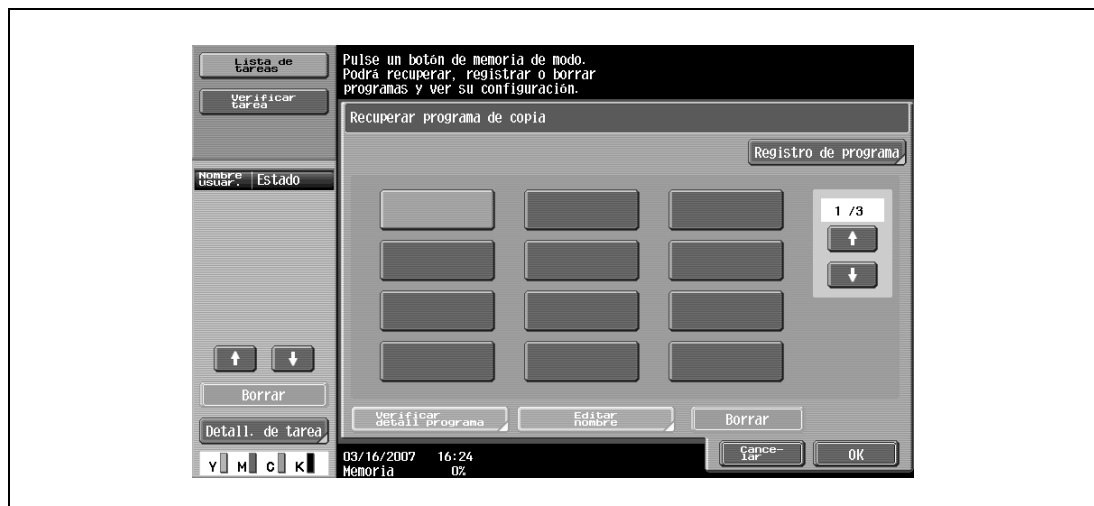 Lista de
tareas
Verificar
tarea
Nombre
usuar.
Estado
Borrar
Detall. de tarea
Y M C K
Pulse un botón de memoria de modo.
Podrá recuperar, registrar o borrar
programas y ver su configuración.
Recuperar programa de copia
Registro de programa
1 /3
Verificar
detall programa
Editar
nombre
Borrar
03/16/2007 16:24
Memoria 0%
Cance-
lar
OK